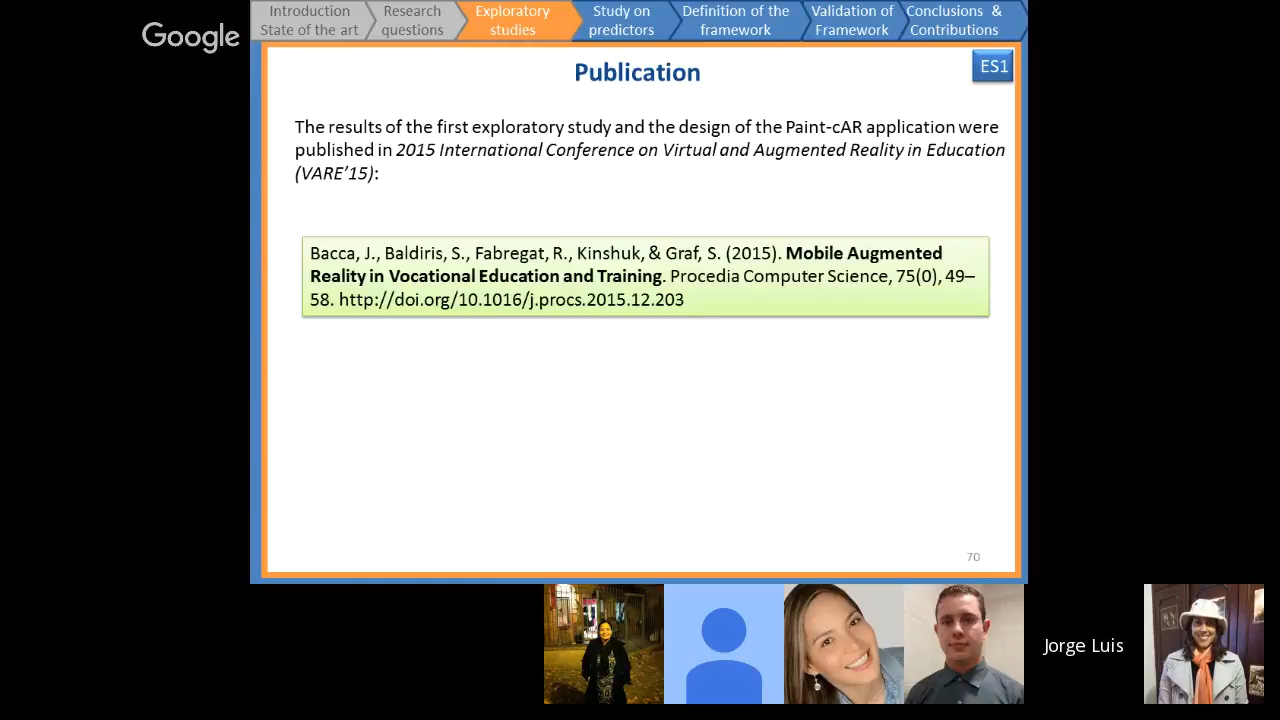 Google
Introduction
State of the art
Research
questions
Exploratory
studies
Study on
predictors
Definition of the
framework
Validation of
Framework
Conclusions &
Contributions
Publication
ES1
The results of the first exploratory study and the design of the Paint-cAR application were
published in 2015 International Conference on Virtual and Augmented Reality in Education
(VARE’15):
Bacca, J., Baldiris, S., Fabregat, R., Kinshuk, & Graf, S. (2015). Mobile Augmented
Reality in Vocational Education and Training. Procedia Computer Science, 75(0), 49–
58. http://doi.org/10.1016/j.procs.2015.12.203
70
Jorge Luis